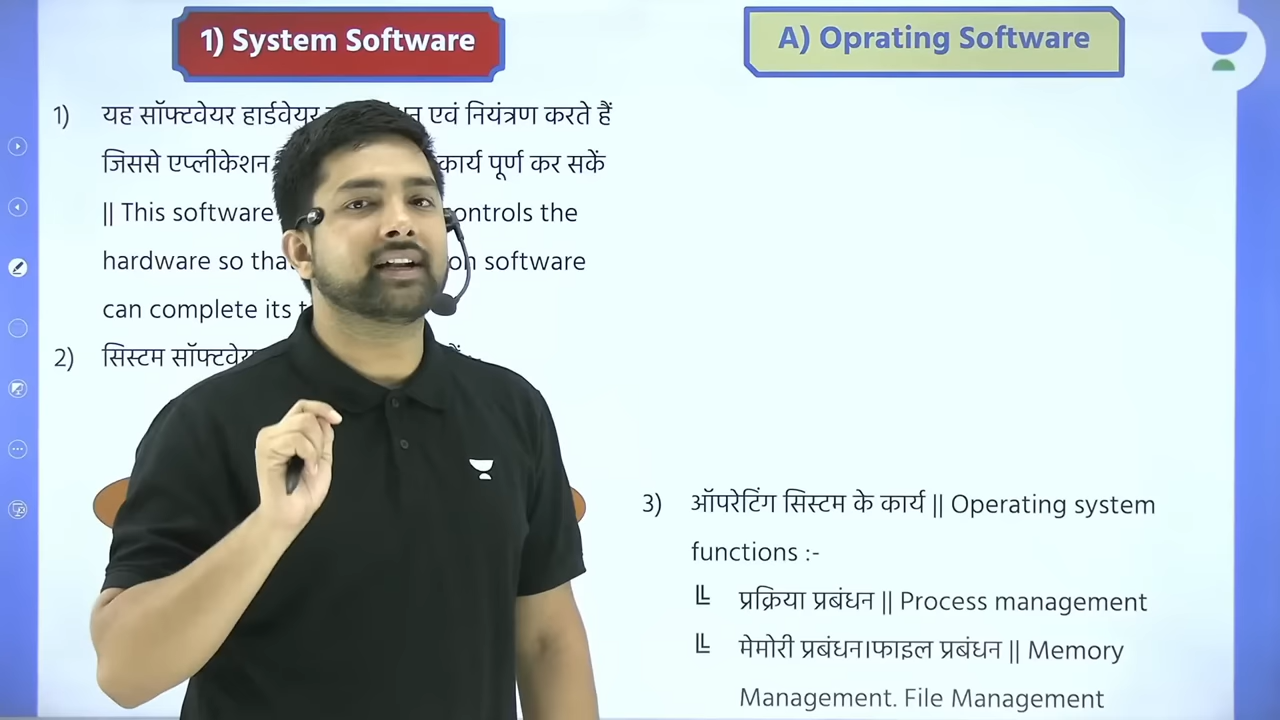 1) System Software
1) यह सॉफ्टवेयर हार्डवेयर एवं नियंत्रण करते हैं
जिससे एप्लीकेशन कार्य पूर्ण कर सकें
|| This software controls the
hardware so software
can complete its
2) सिस्टम
A) Oprating Software
3) ऑपरेटिंग सिस्टम के कार्य || Operating system
functions :-
प्रक्रिया प्रबंधन || Process management
मेमोरी प्रबंधन।फाइल प्रबंधन || Memory
Management. File Management